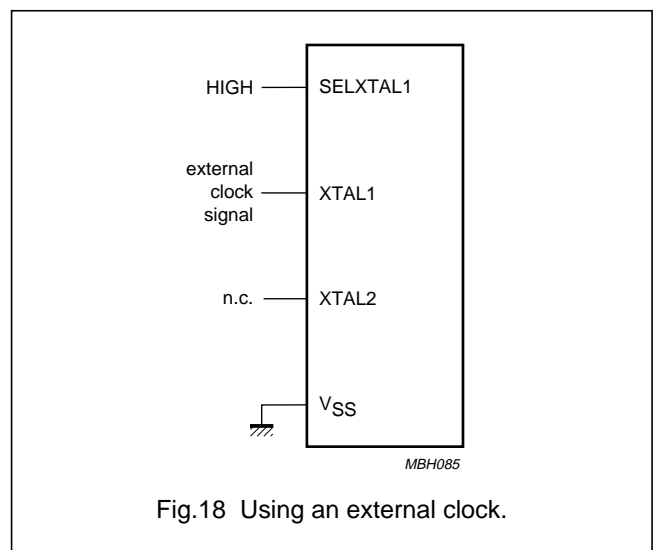 HIGH SELXTAL1
external
clock XTAL1
signal
n.c. XTAL2
VSS
MBH085
Fig.18 Using an external clock.